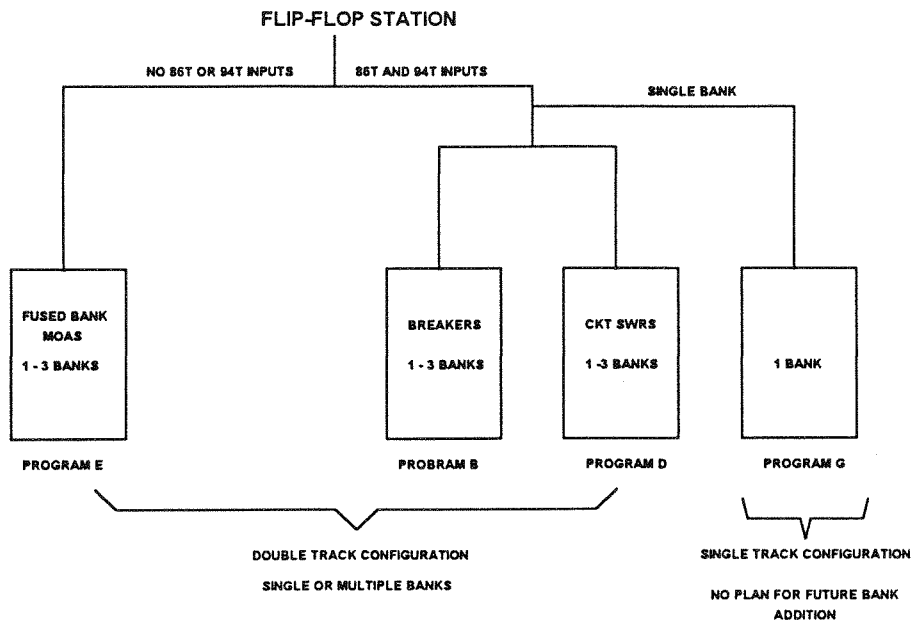 FLIP-FLOP STATION
NO 86T OR 94T INPUTS
86T AND 94T INPUTS
SINGLE BANK
FUSED BANK
MOAS
1 - 3 BANKS
BREAKERS
1 - 3 BANKS
CKT SWRS
1 -3 BANKS
1 BANK
PROGRAM E
PROBRAM B
PROGRAM D
PROGRAM G
DOUBLE TRACK CONFIGURATION
SINGLE OR MULTIPLE BANKS
SINGLE TRACK CONFIGURATION
NO PLAN FOR FUTURE BANK
ADDITION